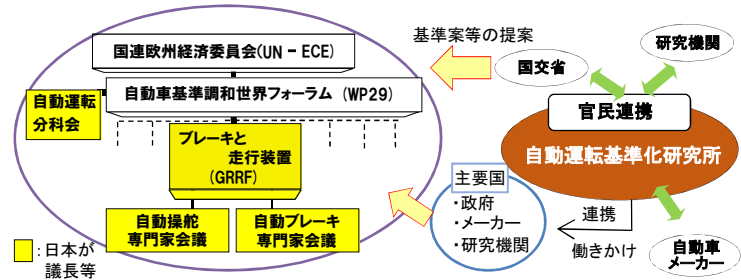 国連欧州経済委員会(UN－ECE)
自動車基準調和世界フォーラム (WP29)
自動運転
分科会
ブレーキと
走行装置
(GRRF)
自動操舵
専門家会議
自動ブレーキ
専門家会議
:日本が
議長等
基準案等の提案
国交省
研究機関
官民連携
自動運転基準化研究所
主要国
・政府
・メーカー
・研究機関
連携
働きかけ
自動車
メーカー